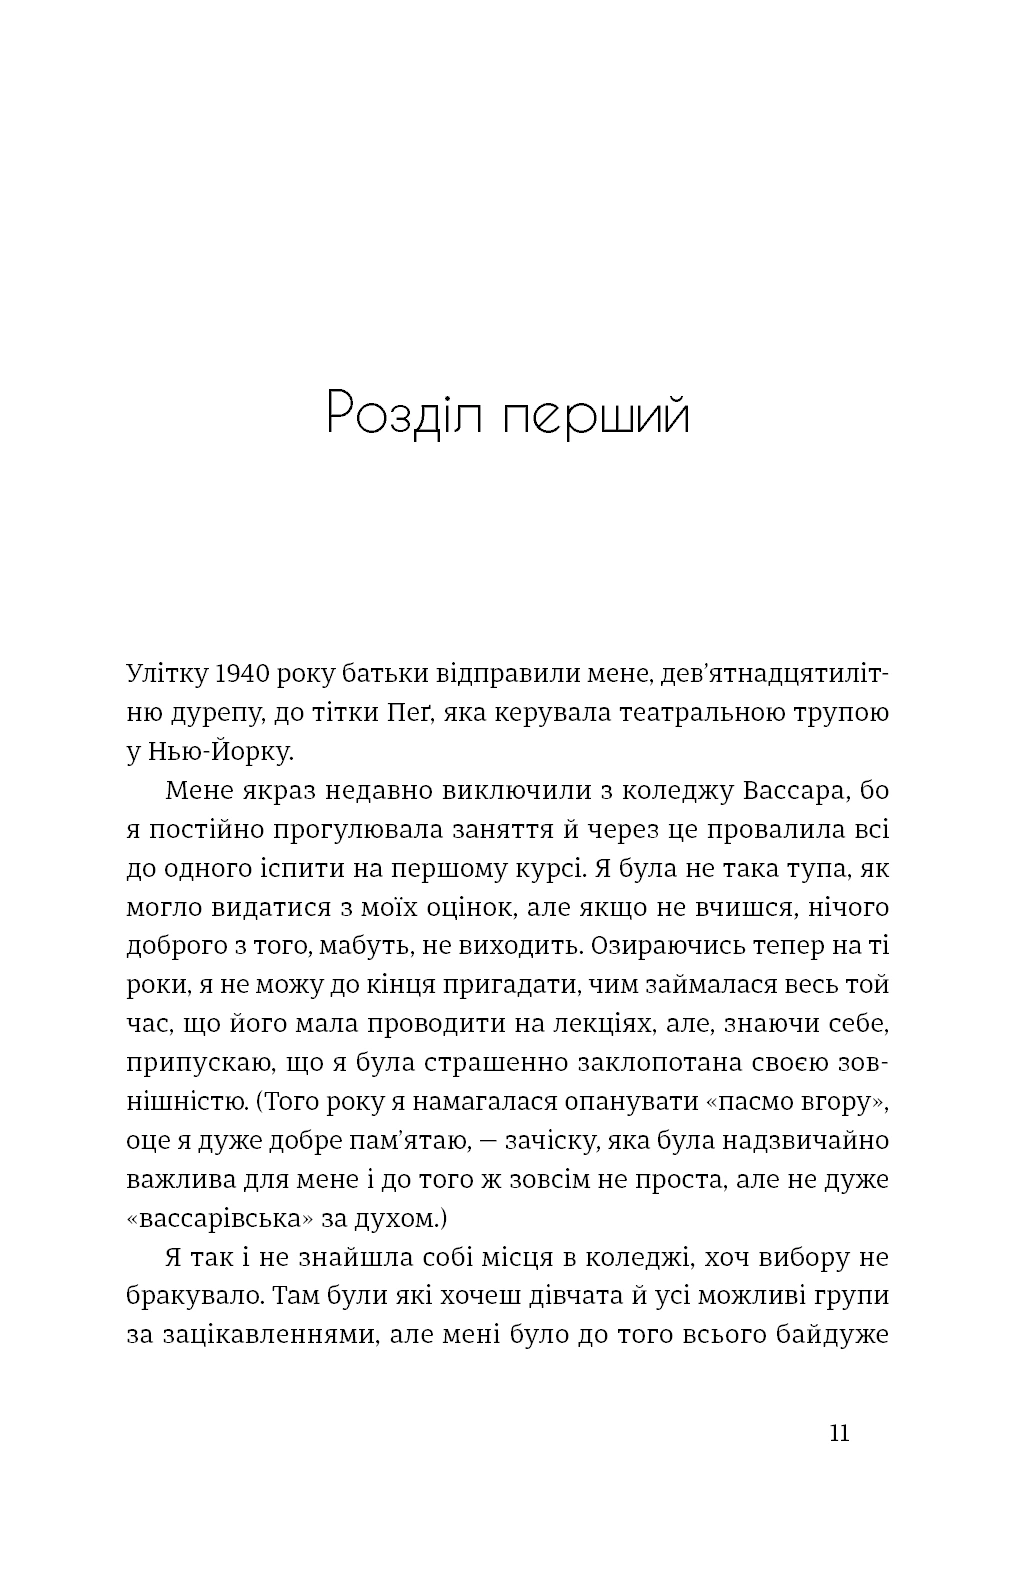 Розділ перший
Улітку 1940 року батьки відправили мене, дев’ятнадцятиліт-
ню дурепу, до тітки Пеґ, яка керувала театральною трупою
у Нью-Йорку.
Мене якраз недавно виключили з коледжу Вассара, бо
я постійно прогулювала заняття й через це провалила всі
до одного іспити на першому курсі. Я була не така тупа, як
могло видатися з моїх оцінок, але якщо не вчишся, нічого
доброго з того, мабуть, не виходить. Озираючись тепер на ті
роки, я не можу до кінця пригадати, чим займалася весь той
час, що його мала проводити на лекціях, але, знаючи себе,
припускаю, що я була страшенно заклопотана своєю зов-
нішністю. (Того року я намагалася опанувати «пасмо вгору»,
оце я дуже добре пам’ятаю, — зачіску, яка була надзвичайно
важлива для мене і до того ж зовсім не проста, але не дуже
«вассарівська» за духом.)
Я так і не знайшла собі місця в коледжі, хоч вибору не
бракувало. Там були які хочеш дівчата й усі можливі групи
за зацікавленнями, але мені було до того всього байдуже
11